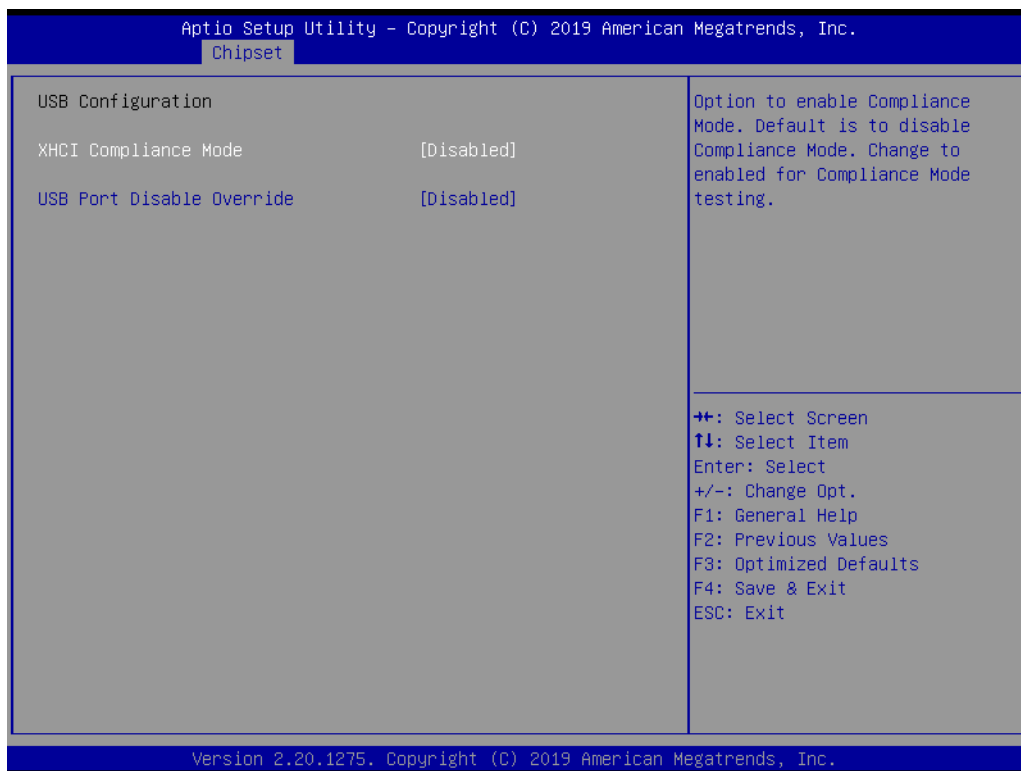 Aptio Setup Utility – Copyright (C) 2019 American Megatrends, Inc.
Chipset
USB Configuration
XHCI Compliance Mode [Disabled]
USB Port Disable Override [Disabled]
Option to enable Compliance
Mode. Default is to disable
Compliance Mode. Change to
enabled for Compliance Mode
testing.
→←: Select Screen
↑↓: Select Item
Enter: Select
+/-: Change Opt.
F1: General Help
F2: Previous Values
F3: Optimized Defaults
F4: Save & Exit
ESC: Exit
Version 2.20.1275. Copyright (C) 2019 American Megatrends, Inc.